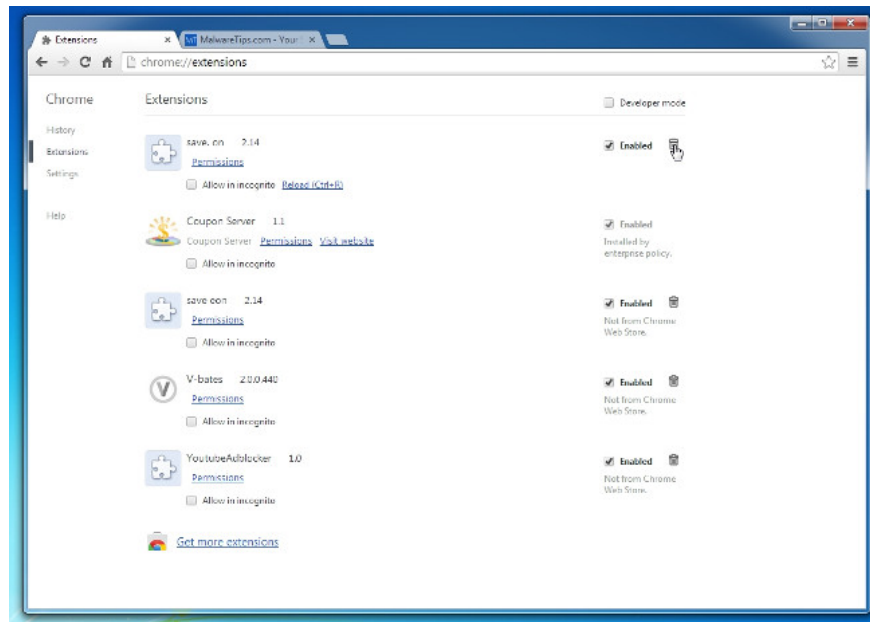 Extensions
MalwareTips.com - Your
chrome://extensions
Chrome
Extensions
Developer mode
History
Extensions
Settings
Help
save. on 2.14
Enabled
Permissions
Allow in incognito Reload (Ctrl+R)
Coupon Server 1.1
Enabled
Coupon Server Permissions Visit website
Installed by
enterprise policy.
Allow in incognito
save oon 2.14
Enabled
Permissions
Not from Chrome
Web Store.
Allow in incognito
V-bates 2.0.0.440
Enabled
Permissions
Not from Chrome
Web Store.
Allow in incognito
YoutubeAdblocker 1.0
Enabled
Permissions
Not from Chrome
Web Store.
Allow in incognito
Get more extensions